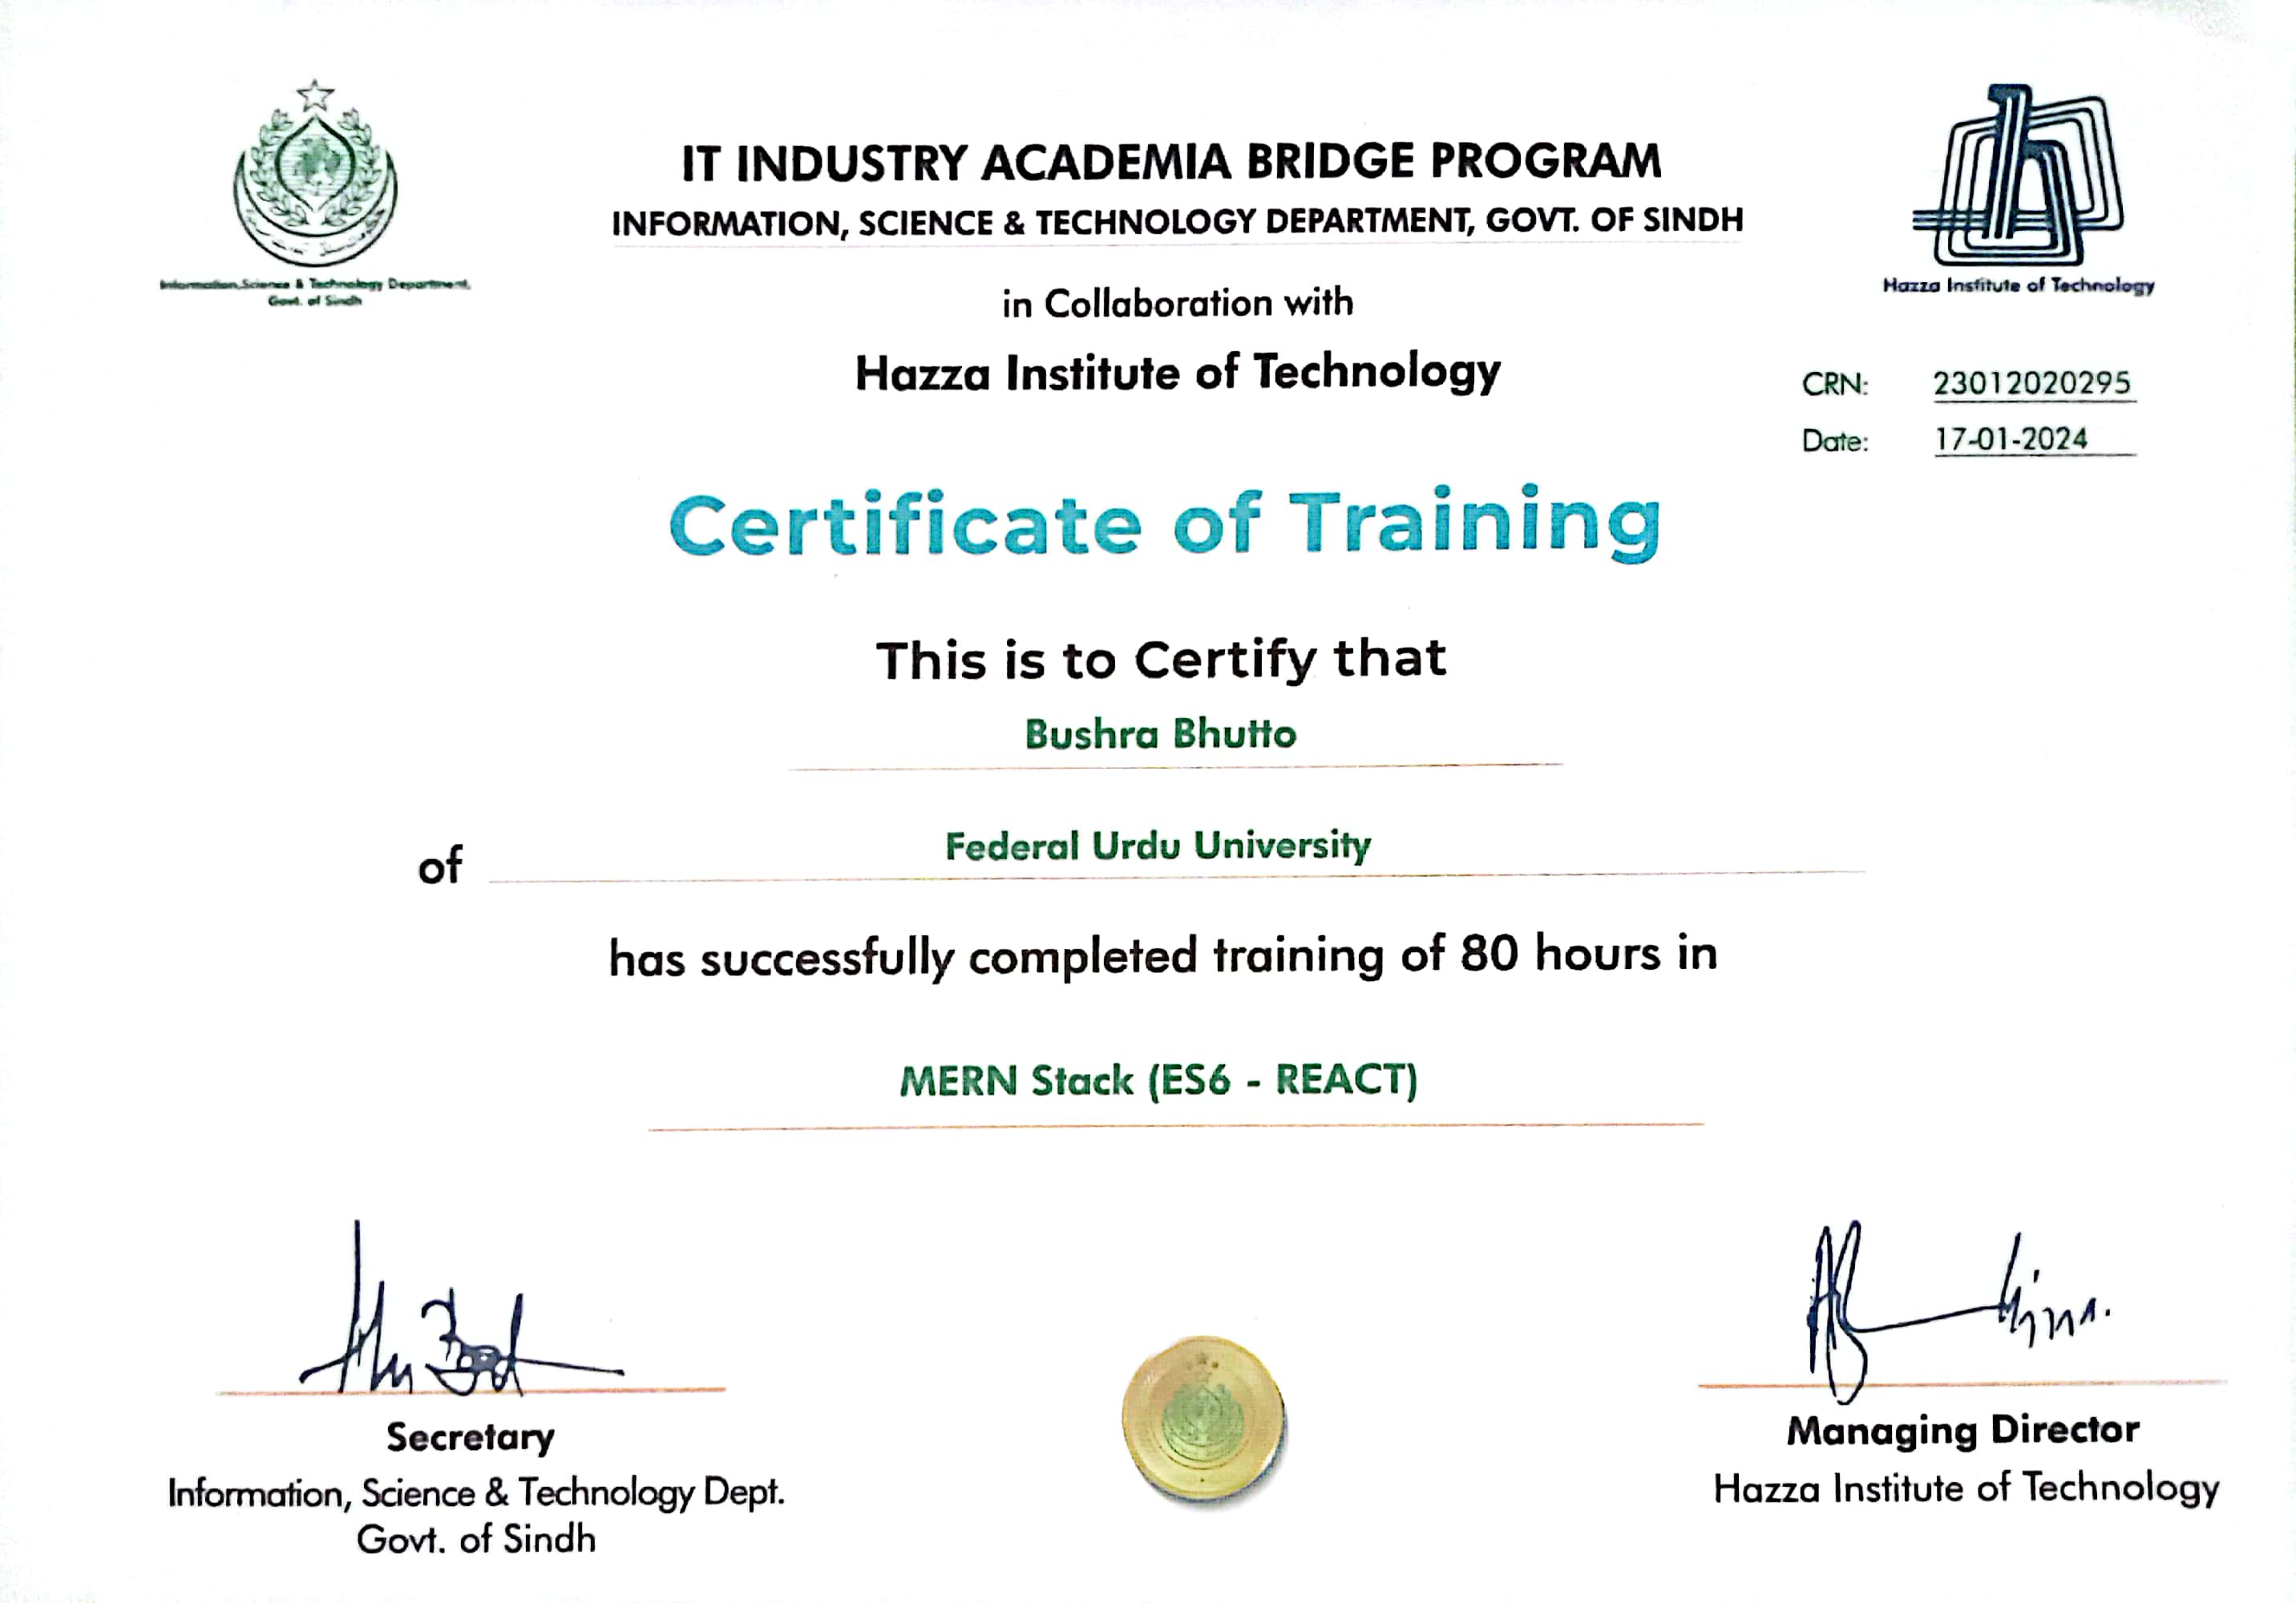 Information, Science & Technology Department,
Govt. of Sindh
IT INDUSTRY ACADEMIA BRIDGE PROGRAM
INFORMATION, SCIENCE & TECHNOLOGY DEPARTMENT, GOVT. OF SINDH
in Collaboration with
Hazza Institute of Technology
Hazza Institute of Technology
CRN: 23012020295
Date: 17-01-2024
Certificate of Training
This is to Certify that
Bushra Bhutto
of Federal Urdu University
has successfully completed training of 80 hours in
MERN Stack (ES6 - REACT)
Secretary
Information, Science & Technology Dept.
Govt. of Sindh
Managing Director
Hazza Institute of Technology